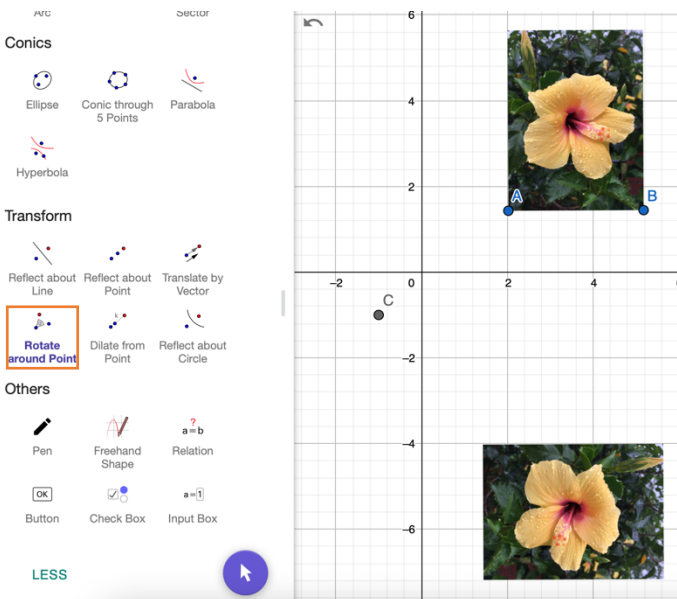 Arc Sector
Conics
Ellipse Conic through Parabola
5 Points
Hyperbola
Transform
Reflect about Reflect about Translate by
Line Point Vector
Rotate Dilate from Reflect about
around Point Point Circle
Others
?
a=b
Pen Freehand Relation
Shape
OK a=1
Button Check Box Input Box
LESS
6
4
2
A B
−2 0 2 4
C
−2
−4
−6